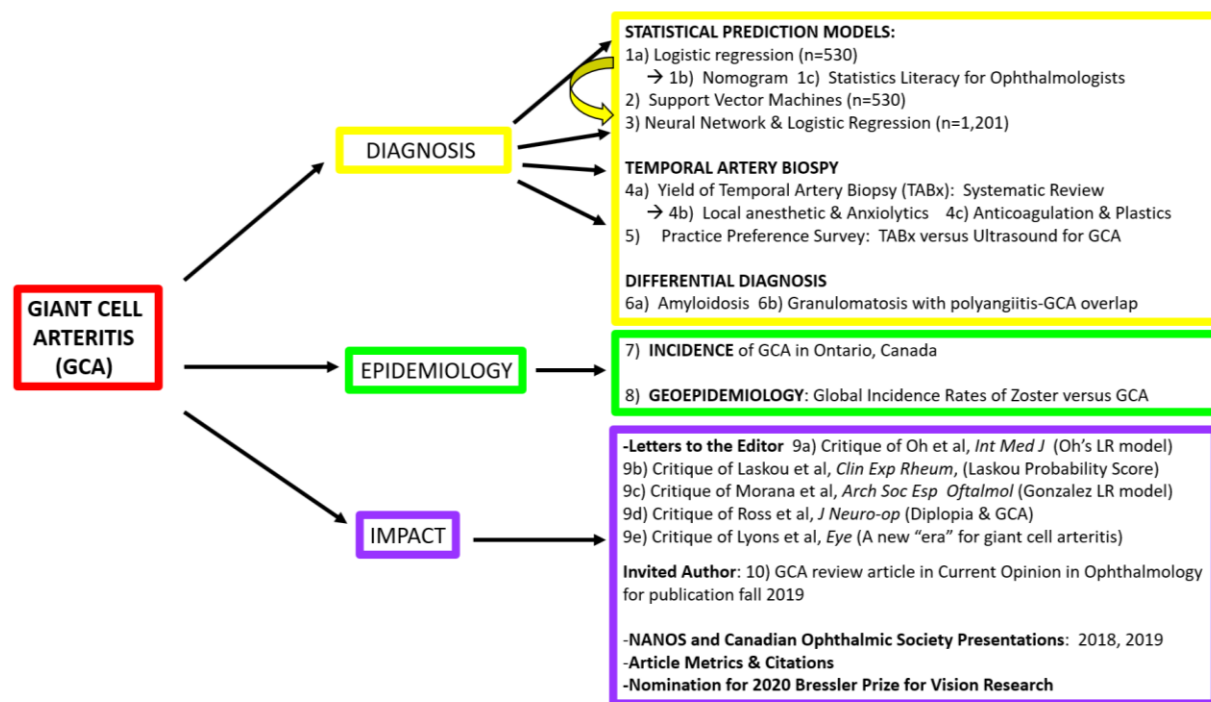 GIANT CELL
ARTERITIS
(GCA)
DIAGNOSIS
STATISTICAL PREDICTION MODELS:
1a) Logistic regression (n=530)
→ 1b) Nomogram 1c) Statistics Literacy for Ophthalmologists
2) Support Vector Machines (n=530)
3) Neural Network & Logistic Regression (n=1,201)
TEMPORAL ARTERY BIOSPY
4a) Yield of Temporal Artery Biopsy (TABx): Systematic Review
→ 4b) Local anesthetic & Anxiolytics 4c) Anticoagulation & Plastics
5) Practice Preference Survey: TABx versus Ultrasound for GCA
DIFFERENTIAL DIAGNOSIS
6a) Amyloidosis 6b) Granulomatosis with polyangiitis-GCA overlap
EPIDEMIOLOGY
7) INCIDENCE of GCA in Ontario, Canada
8) GEOEPIDEMIOLOGY: Global Incidence Rates of Zoster versus GCA
IMPACT
-Letters to the Editor 9a) Critique of Oh et al, Int Med J (Oh's LR model)
9b) Critique of Laskou et al, Clin Exp Rheum, (Laskou Probability Score)
9c) Critique of Morana et al, Arch Soc Esp Oftalmol (Gonzalez LR model)
9d) Critique of Ross et al, J Neuro-op (Diplopia & GCA)
9e) Critique of Lyons et al, Eye (A new “era” for giant cell arteritis)
Invited Author: 10) GCA review article in Current Opinion in Ophthalmology
for publication fall 2019
-NANOS and Canadian Ophthalmic Society Presentations: 2018, 2019
-Article Metrics & Citations
-Nomination for 2020 Bressler Prize for Vision Research